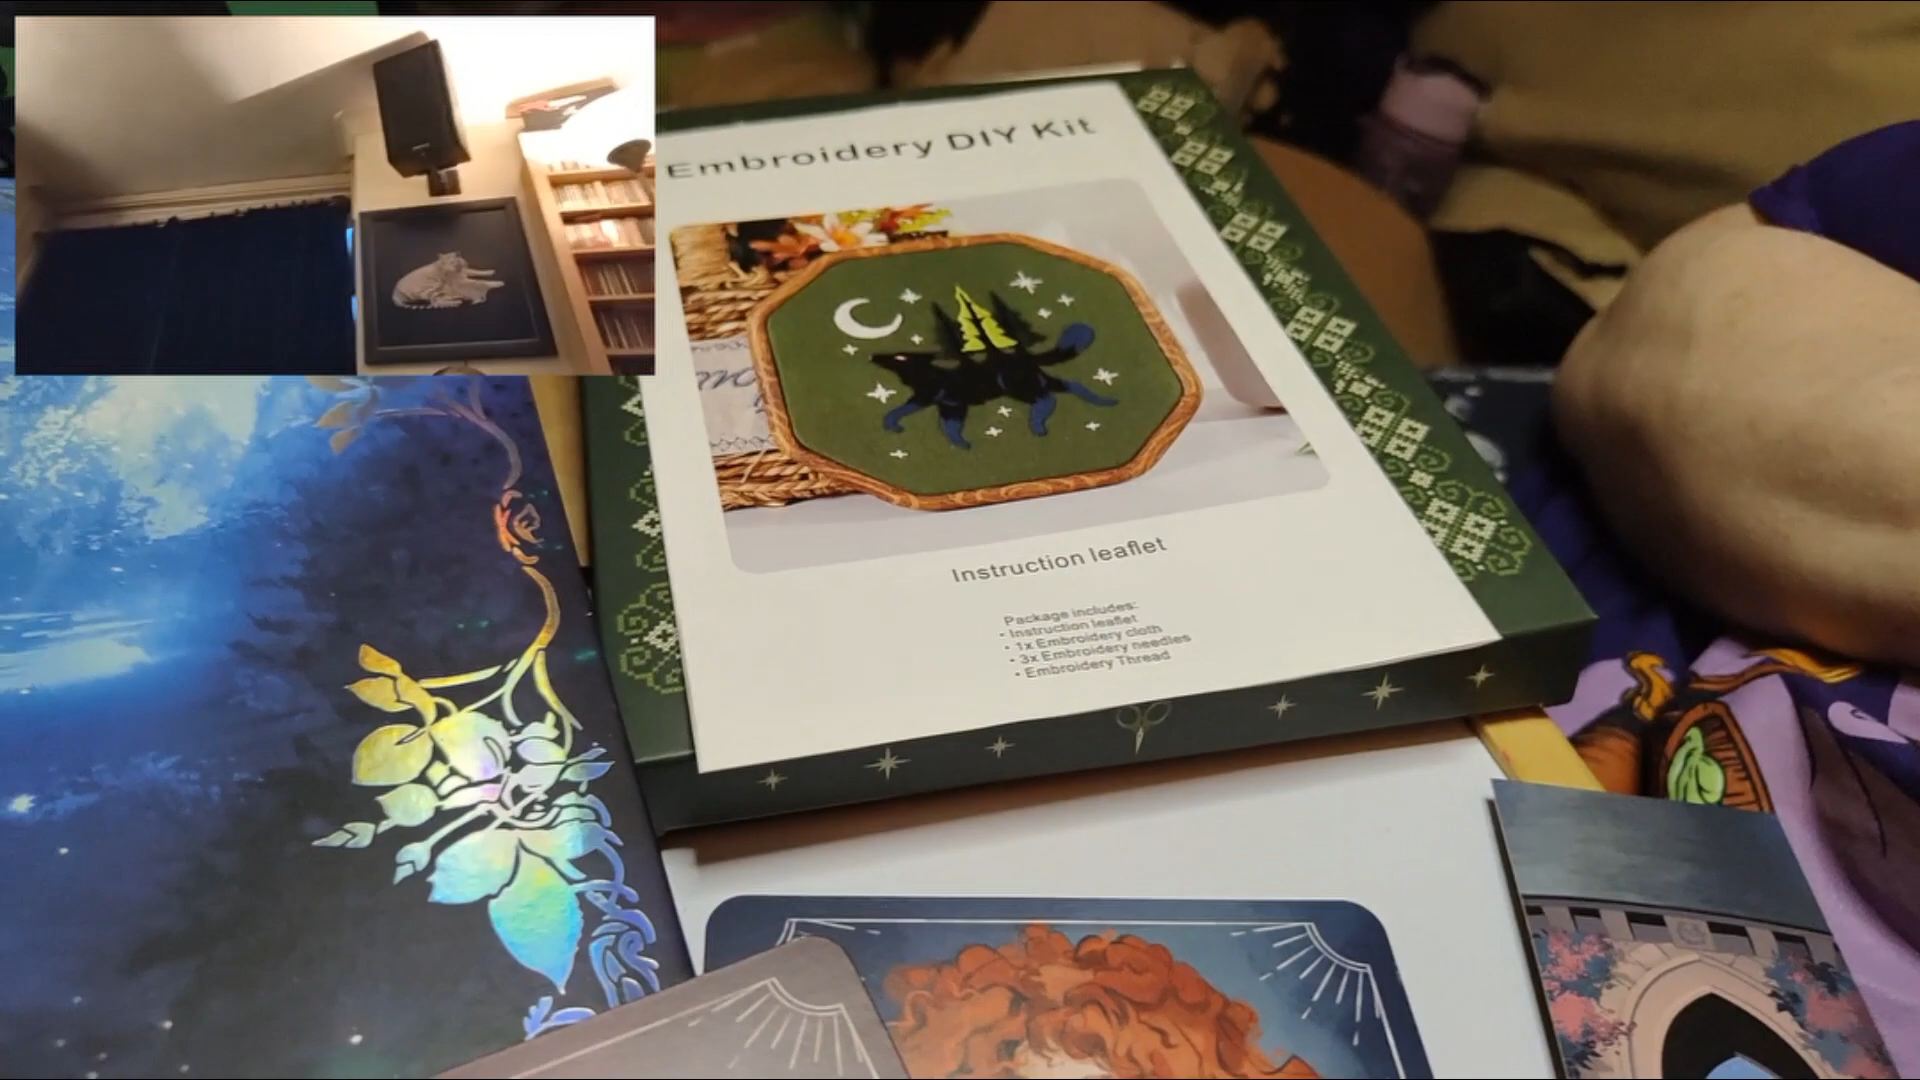 Embroidery DIY Kit
Instruction leaflet
Package includes:
• Instruction leaflet
• 1x Embroidery cloth
• 3x Embroidery needles
• Embroidery Thread